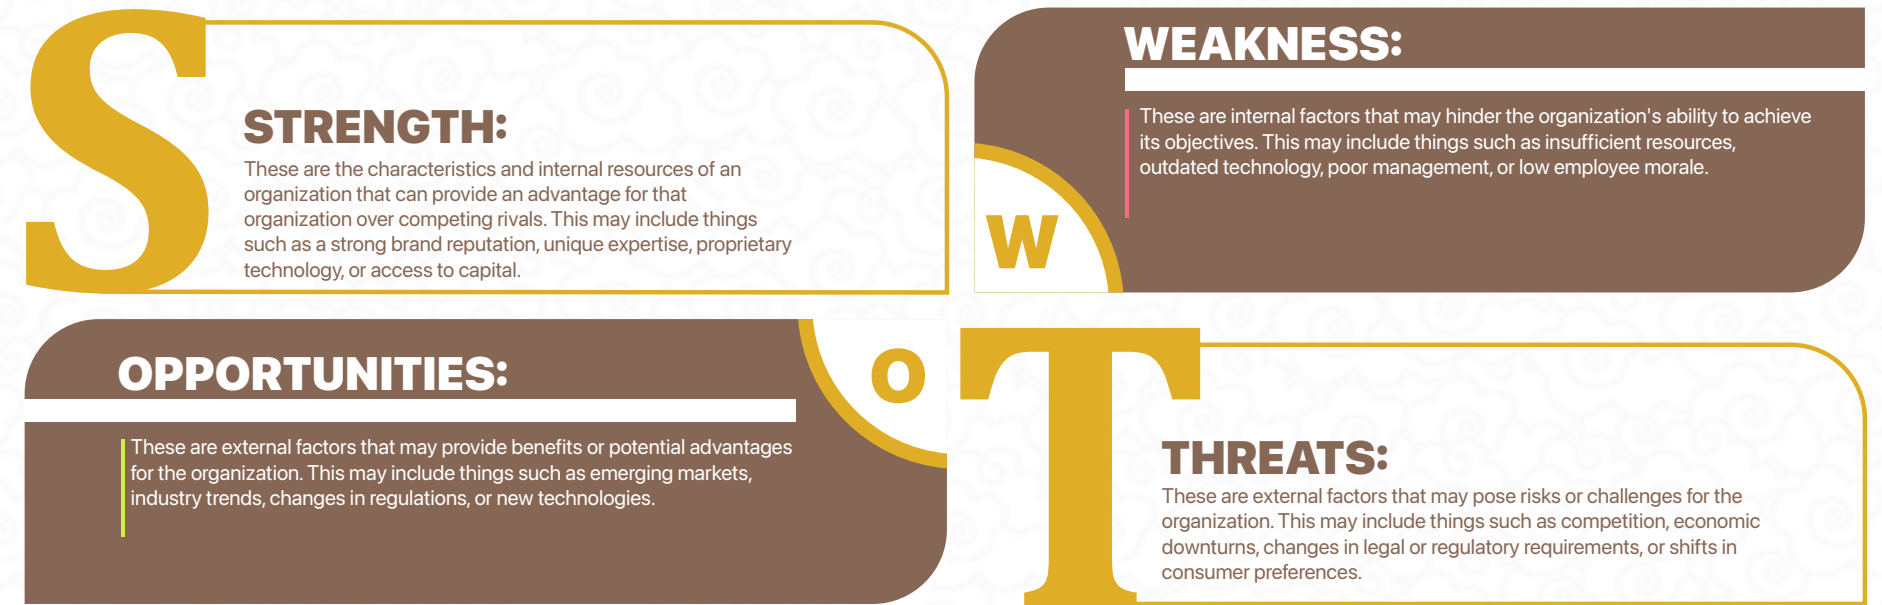 S
STRENGTH:
These are the characteristics and internal resources of an
organization that can provide an advantage for that
organization over competing rivals. This may include things
such as a strong brand reputation, unique expertise, proprietary
technology, or access to capital.
WEAKNESS:
These are internal factors that may hinder the organization's ability to achieve
its objectives. This may include things such as insufficient resources,
outdated technology, poor management, or low employee morale.
W
OPPORTUNITIES:
These are external factors that may provide benefits or potential advantages
for the organization. This may include things such as emerging markets,
industry trends, changes in regulations, or new technologies.
O
T
THREATS:
These are external factors that may pose risks or challenges for the
organization. This may include things such as competition, economic
downturns, changes in legal or regulatory requirements, or shifts in
consumer preferences.